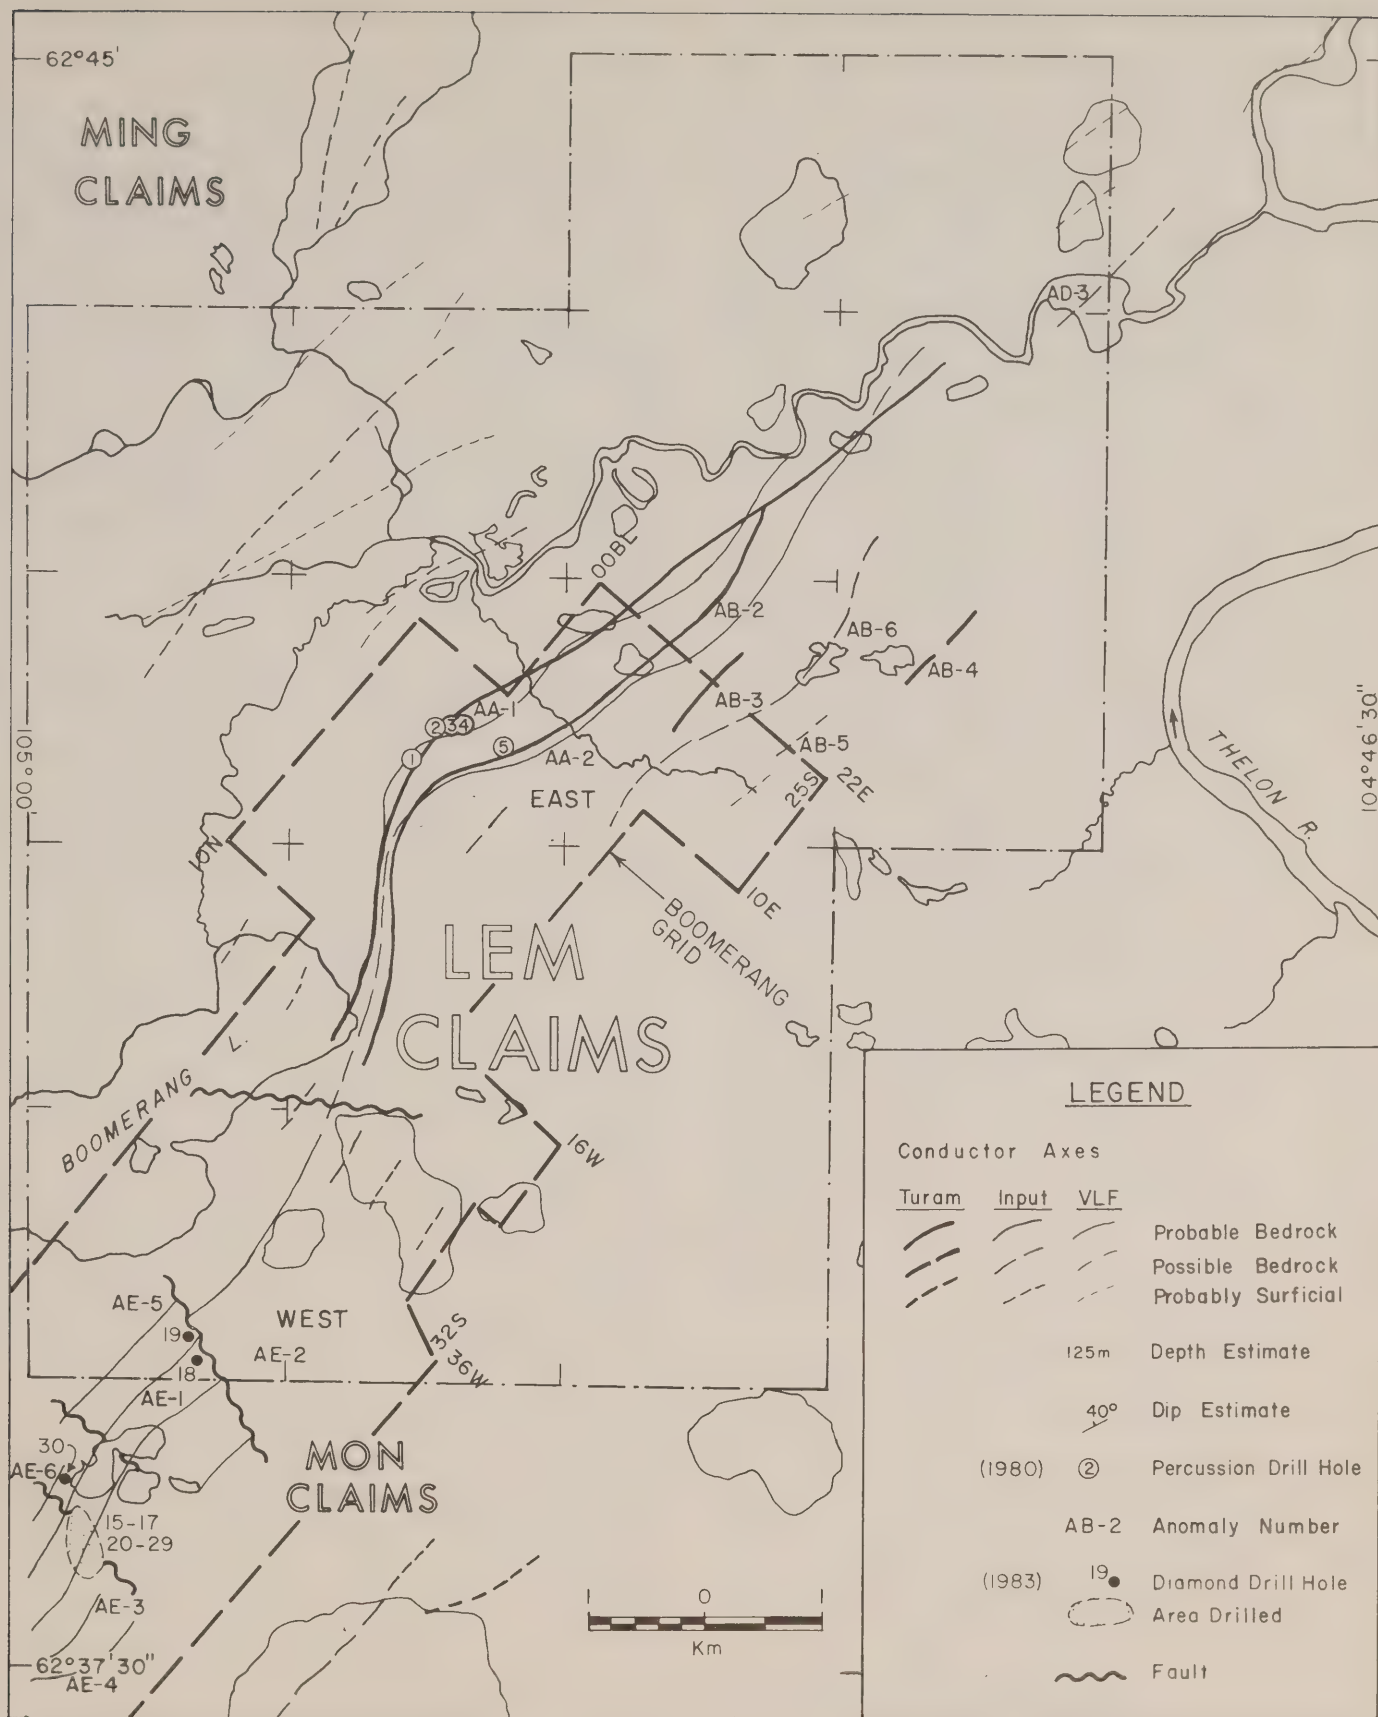 62°45'
MING
CLAIMS
AD-3
00BL
AB-2
AB-6
AB-4
AB-3
AA-1
2 3 4
1
5
AA-2
AB-5
105°00'
104°46'30"
THELON R.
EAST
25S
22E
10N
10E
BOOMERANG
GRID
LEM
CLAIMS
L.
BOOMERANG
16W
AE-5
19
WEST
18
AE-2
32S
36W
AE-1
30
AE-6
MON
CLAIMS
15-17
20-29
AE-3
62°37'30"
AE-4
1 0 1
Km
LEGEND
Conductor Axes
Turam Input VLF
Probable Bedrock
Possible Bedrock
Probably Surficial
125m Depth Estimate
40° Dip Estimate
(1980) 2 Percussion Drill Hole
AB-2 Anomaly Number
(1983) 19 Diamond Drill Hole
Area Drilled
Fault